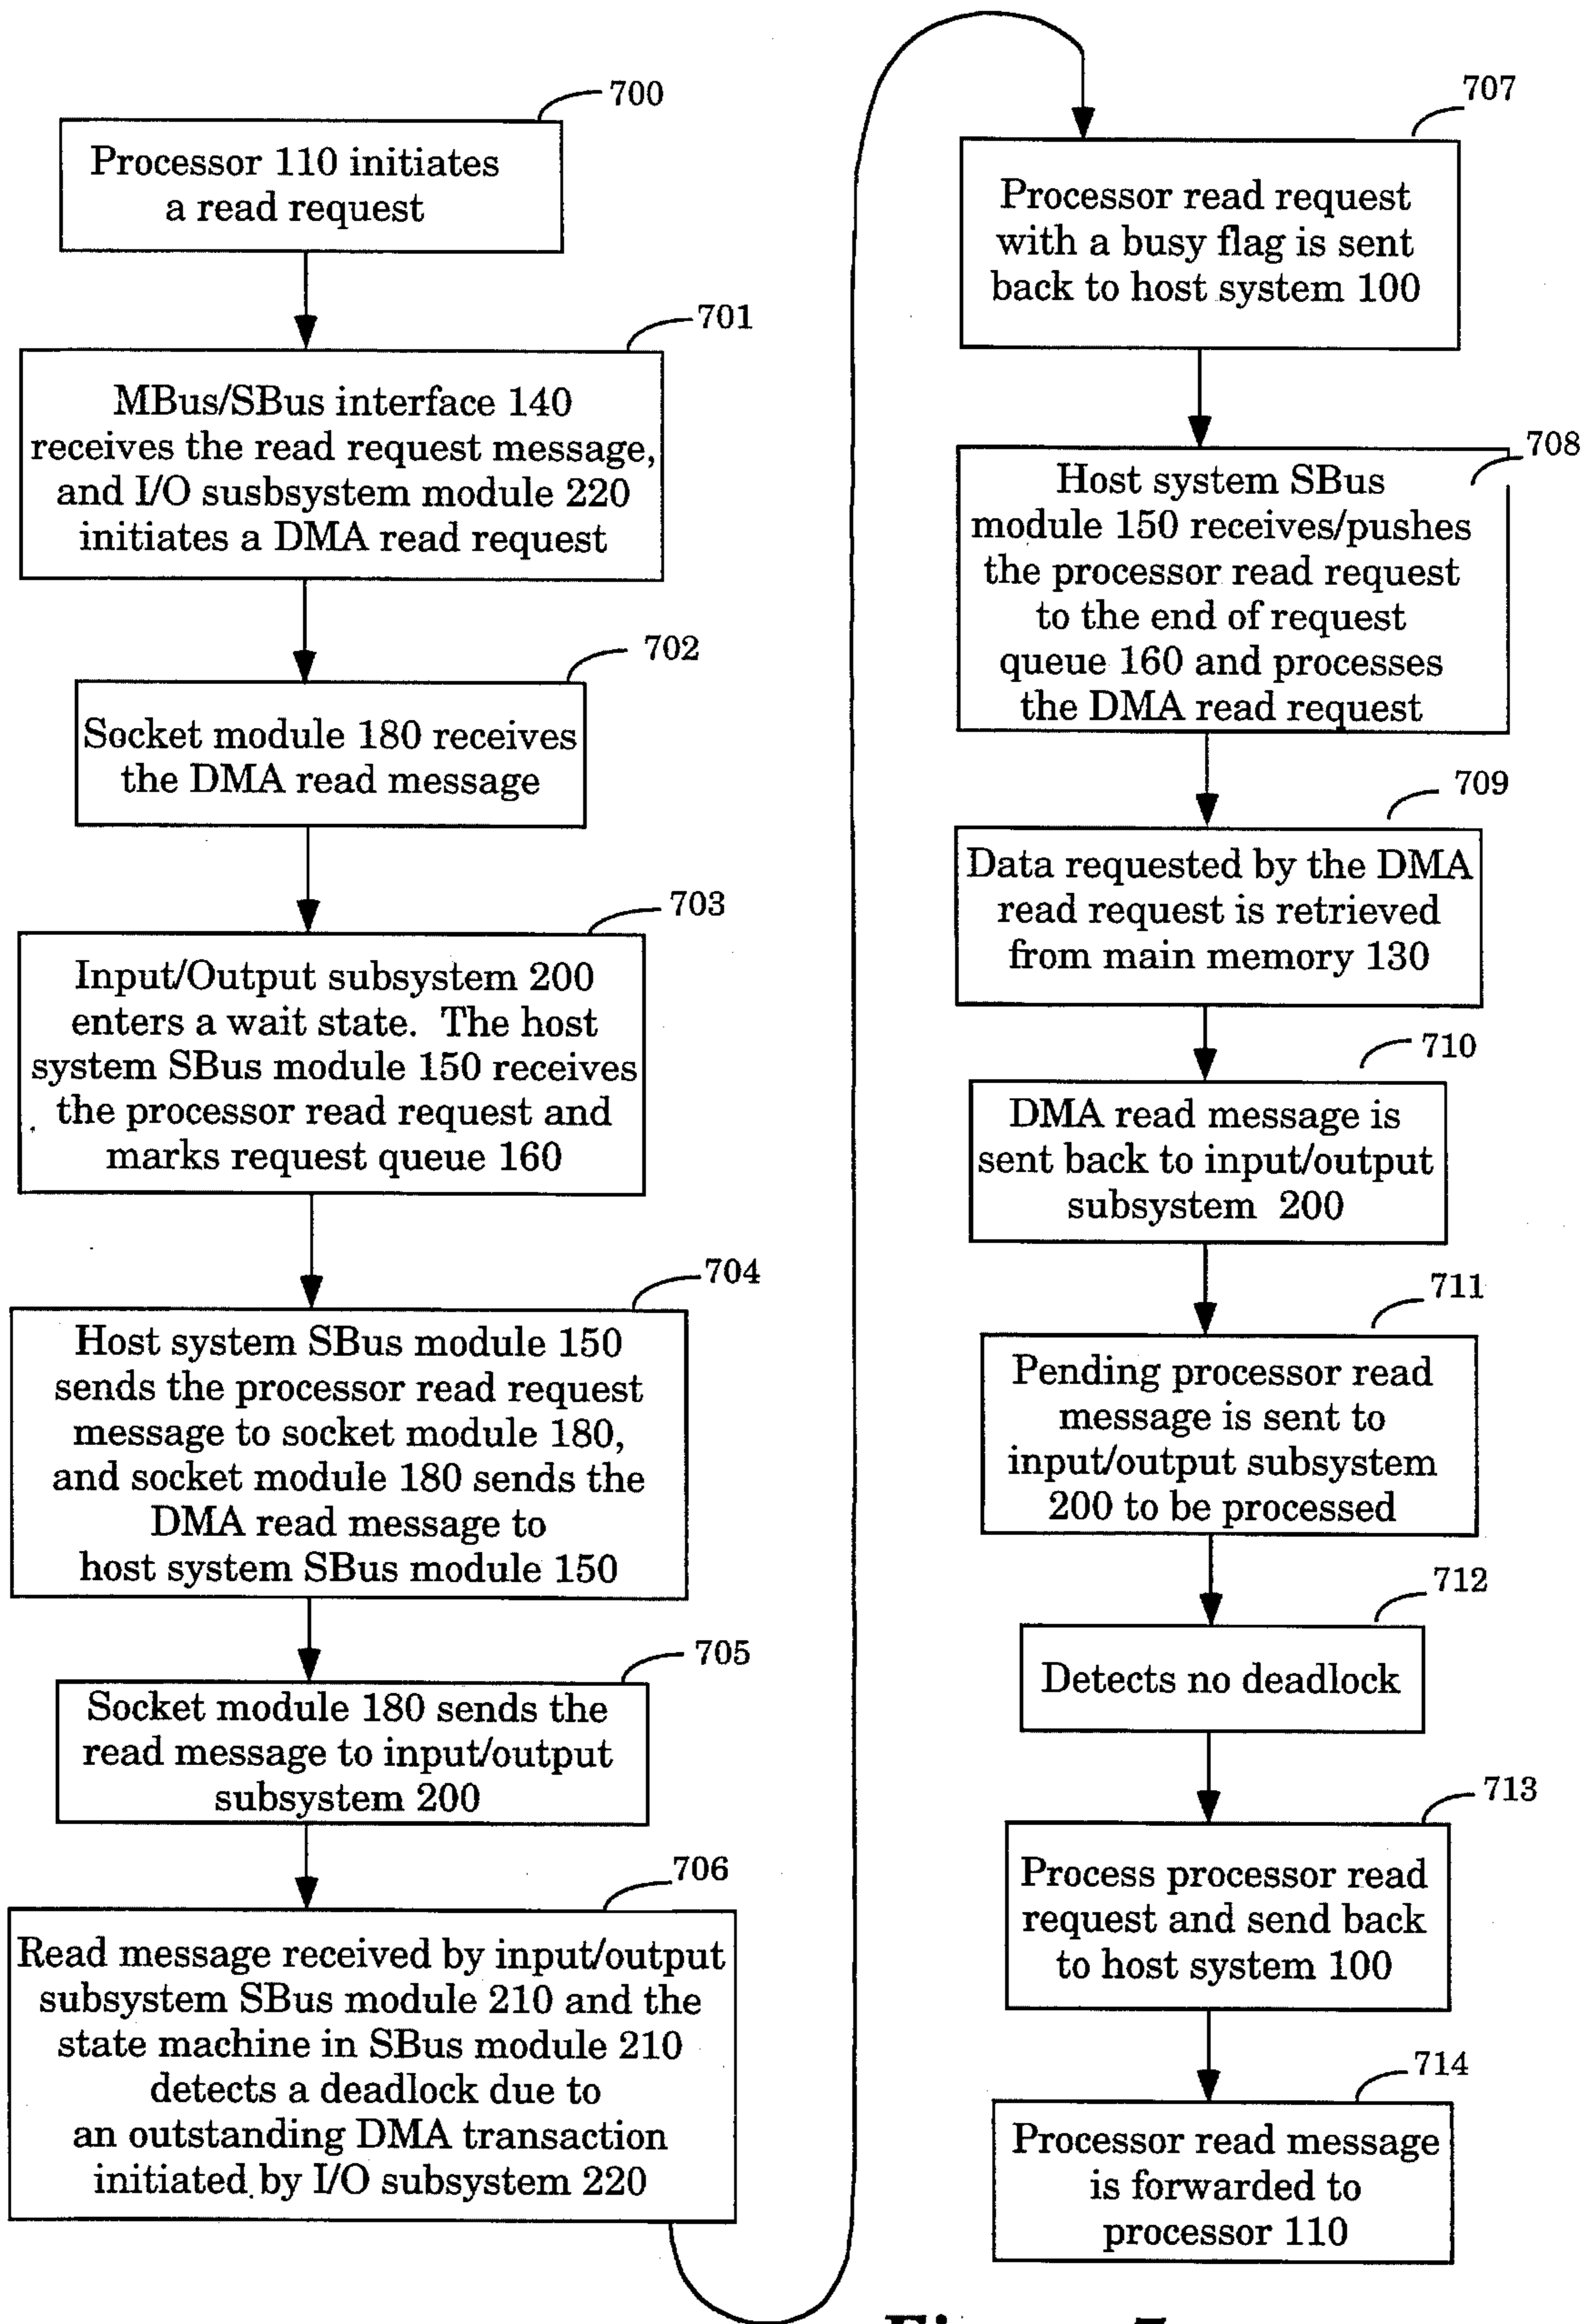 700
Processor 110 initiates
a read request
701
MBus/SBus interface 140
receives the read request message,
and I/O susbsystem module 220
initiates a DMA read request
702
Socket module 180 receives
the DMA read message
703
Input/Output subsystem 200
enters a wait state. The host
system SBus module 150 receives
the processor read request and
marks request queue 160
704
Host system SBus module 150
sends the processor read request
message to socket module 180,
and socket module 180 sends the
DMA read message to
host system SBus module 150
705
Socket module 180 sends the
read message to input/output
subsystem 200
706
Read message received by input/output
subsystem SBus module 210 and the
state machine in SBus module 210
detects a deadlock due to
an outstanding DMA transaction
initiated by I/O subsystem 220
707
Processor read request
with a busy flag is sent
back to host system 100
708
Host system SBus
module 150 receives/pushes
the processor read request
to the end of request
queue 160 and processes
the DMA read request
709
Data requested by the DMA
read request is retrieved
from main memory 130
710
DMA read message is
sent back to input/output
subsystem 200
711
Pending processor read
message is sent to
input/output subsystem
200 to be processed
712
Detects no deadlock
713
Process processor read
request and send back
to host system 100
714
Processor read message
is forwarded to
processor 110